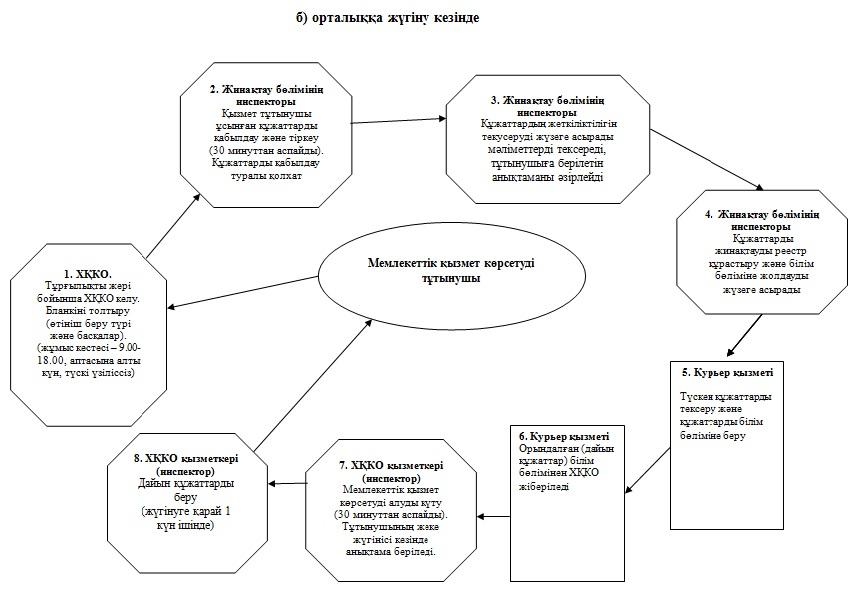 б) орталыққа жүгіну кезінде
2. Жинақтау бөлімінің
инспекторы
Қызмет тұтынушы
ұсынған құжаттарды
қабылдау және тіркеу
(30 минуттан аспайды).
Құжаттарды қабылдау
туралы қолхат
3. Жинақтау бөлімінің
инспекторы
Құжаттардың жеткіліктілігін
текусеруді жүзеге асырады
мәліметтерді тексереді,
тұтынушыға берілетін
анықтаманы әзірлейді
4. Жинақтау бөлімінің
инспекторы
Құжаттарды
жинақтауды реестр
құрастыру және білім
бөліміне жолдауды
жүзеге асырады
Мемлекеттік қызмет көрсетуді
тұтынушы
1. ХҚКО.
Тұрғылықты жері
бойынша ХҚКО келу.
Бланкіні толтыру
(өтініш беру түрі
және басқалар).
(жұмыс кестесі – 9.00-
18.00, аптасына алты
күн, түскі үзіліссіз)
5. Курьер қызметі
Түскен құжаттарды
тексеру және
құжаттарды білім
бөліміне беру
6. Курьер қызметі
Орындалған (дайын
құжаттар) білім
бөлімінен ХҚКО
жіберіледі
7. ХҚКО қызметкері
(инспектор)
Мемлекеттік қызмет
көрсетуді алуды күту
(30 минуттан аспайды).
Тұтынушының жеке
жүгінісі кезінде
анықтама беріледі.
8. ХҚКО қызметкері
(инспектор)
Дайын құжаттарды
беру
(жүгінуге қарай 1
күн ішінде)